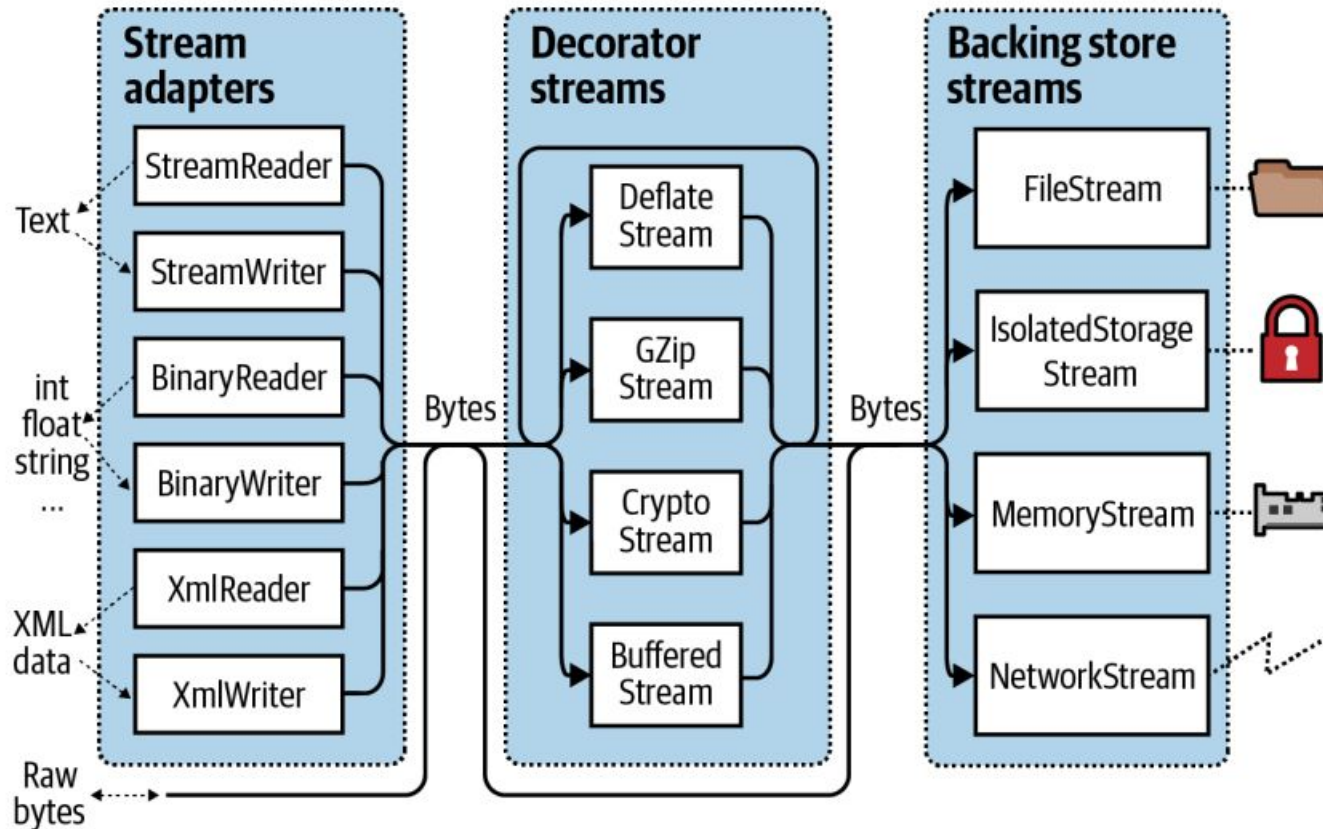 Stream
adapters
StreamReader
StreamWriter
BinaryReader
BinaryWriter
XmlReader
XmlWriter
Text
int
float
string
...
XML
data
Raw
bytes
Bytes
Decorator
streams
Deflate
Stream
GZip
Stream
Crypto
Stream
Buffered
Stream
Bytes
Backing store
streams
FileStream
IsolatedStorage
Stream
MemoryStream
NetworkStream